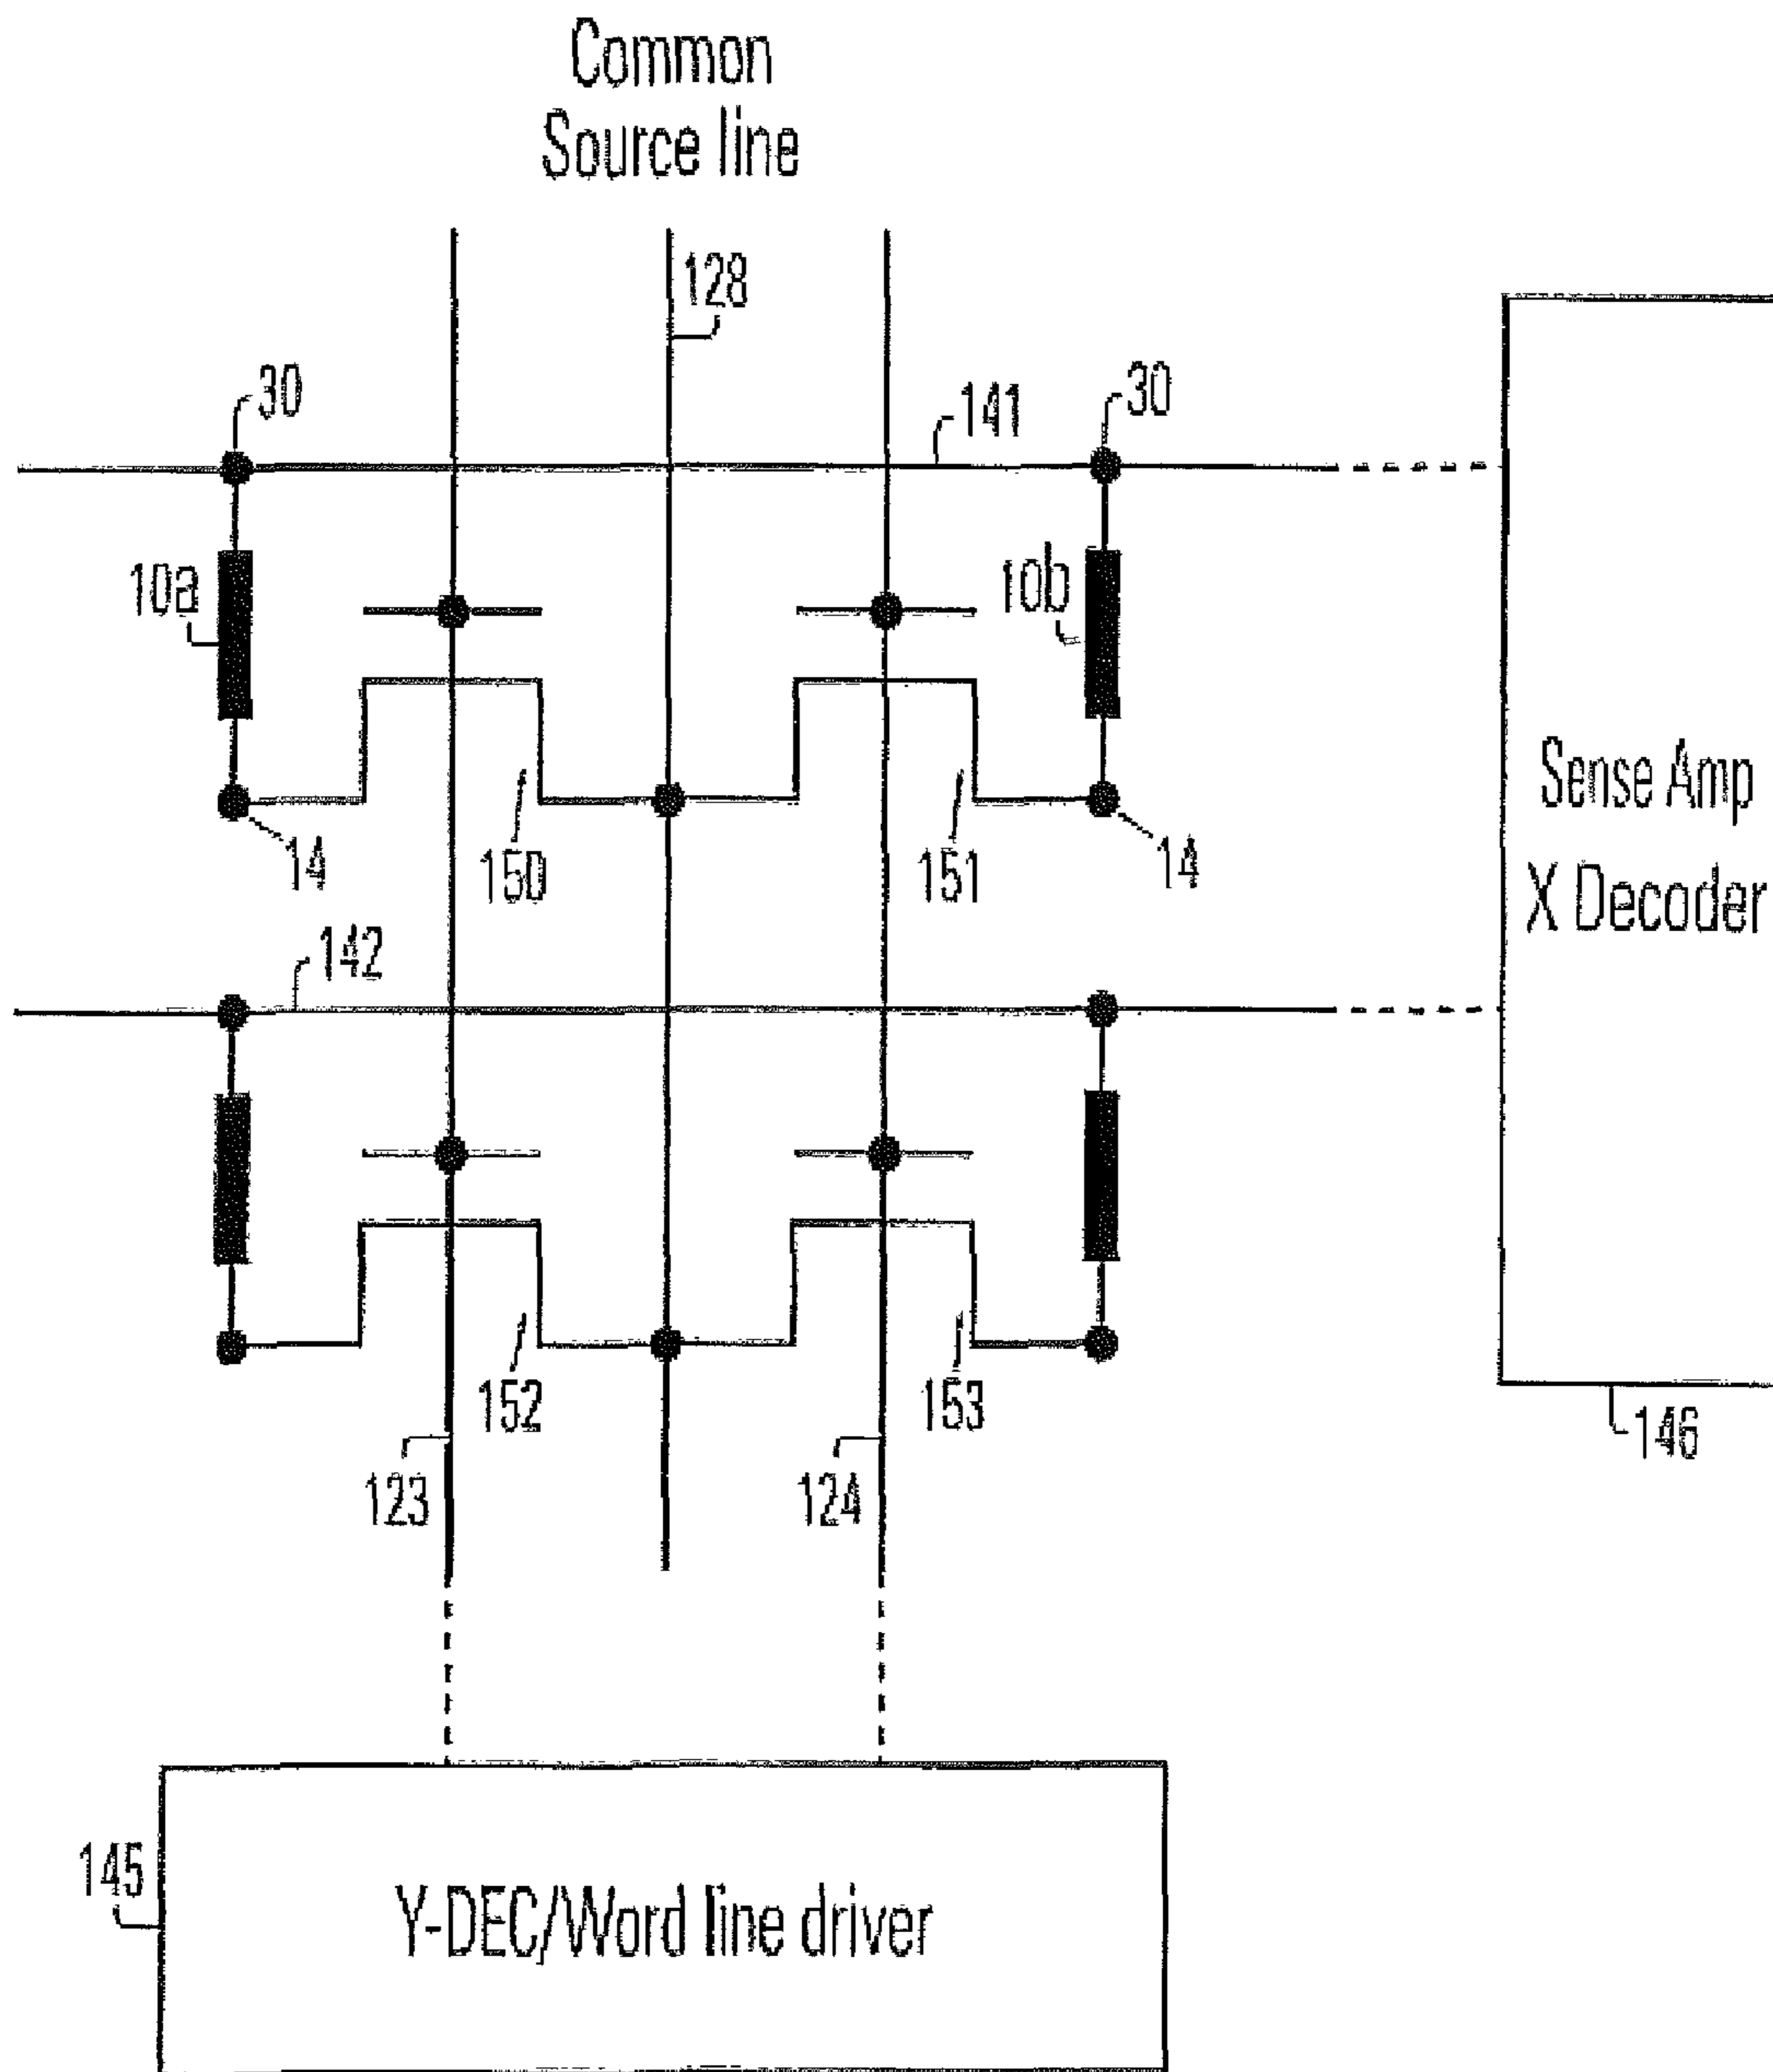 Common
Source line
128
30
141
30
10a
10b
14
150
151
14
Sense Amp
X Decoder
142
152
153
146
123
124
145
Y-DEC/Word line driver